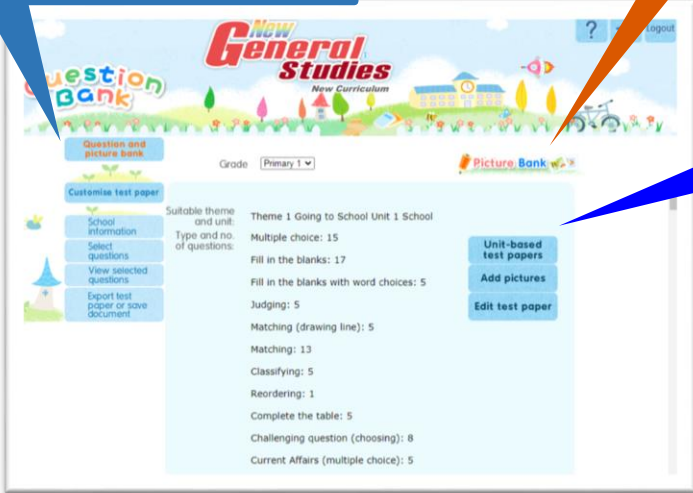 New
General
Studies
New Curriculum
?
Logout
Question
Bank
Question and
picture bank
Customise test paper
School
information
Select
questions
View selected
questions
Export test
paper or save
document
Grade
Primary 1
Picture Bank
Suitable theme
and unit:
Theme 1 Going to School Unit 1 School
Type and no.
of questions:
Multiple choice: 15
Fill in the blanks: 17
Fill in the blanks with word choices: 5
Judging: 5
Matching (drawing line): 5
Matching: 13
Classifying: 5
Reordering: 1
Complete the table: 5
Challenging question (choosing): 8
Current Affairs (multiple choice): 5
Unit-based
test papers
Add pictures
Edit test paper